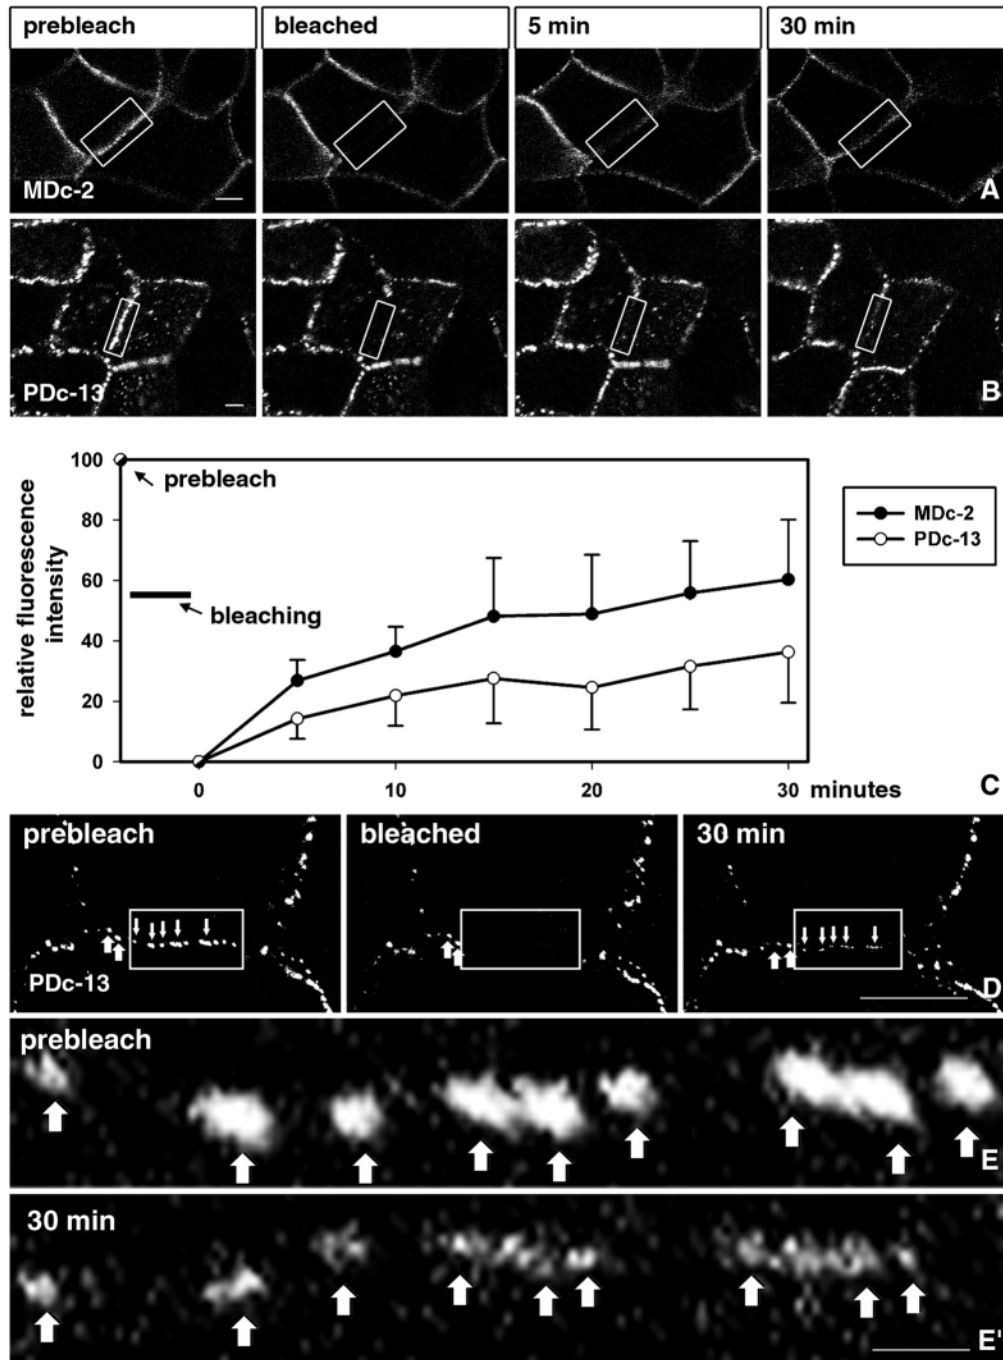 prebleach
bleached
5 min
30 min
MDc-2
A
PDc-13
B
100
80
60
40
20
0
relative fluorescence
intensity
prebleach
bleaching
MDc-2
PDc-13
0
10
20
30
minutes
C
prebleach
bleached
30 min
PDc-13
D
prebleach
E
30 min
E'